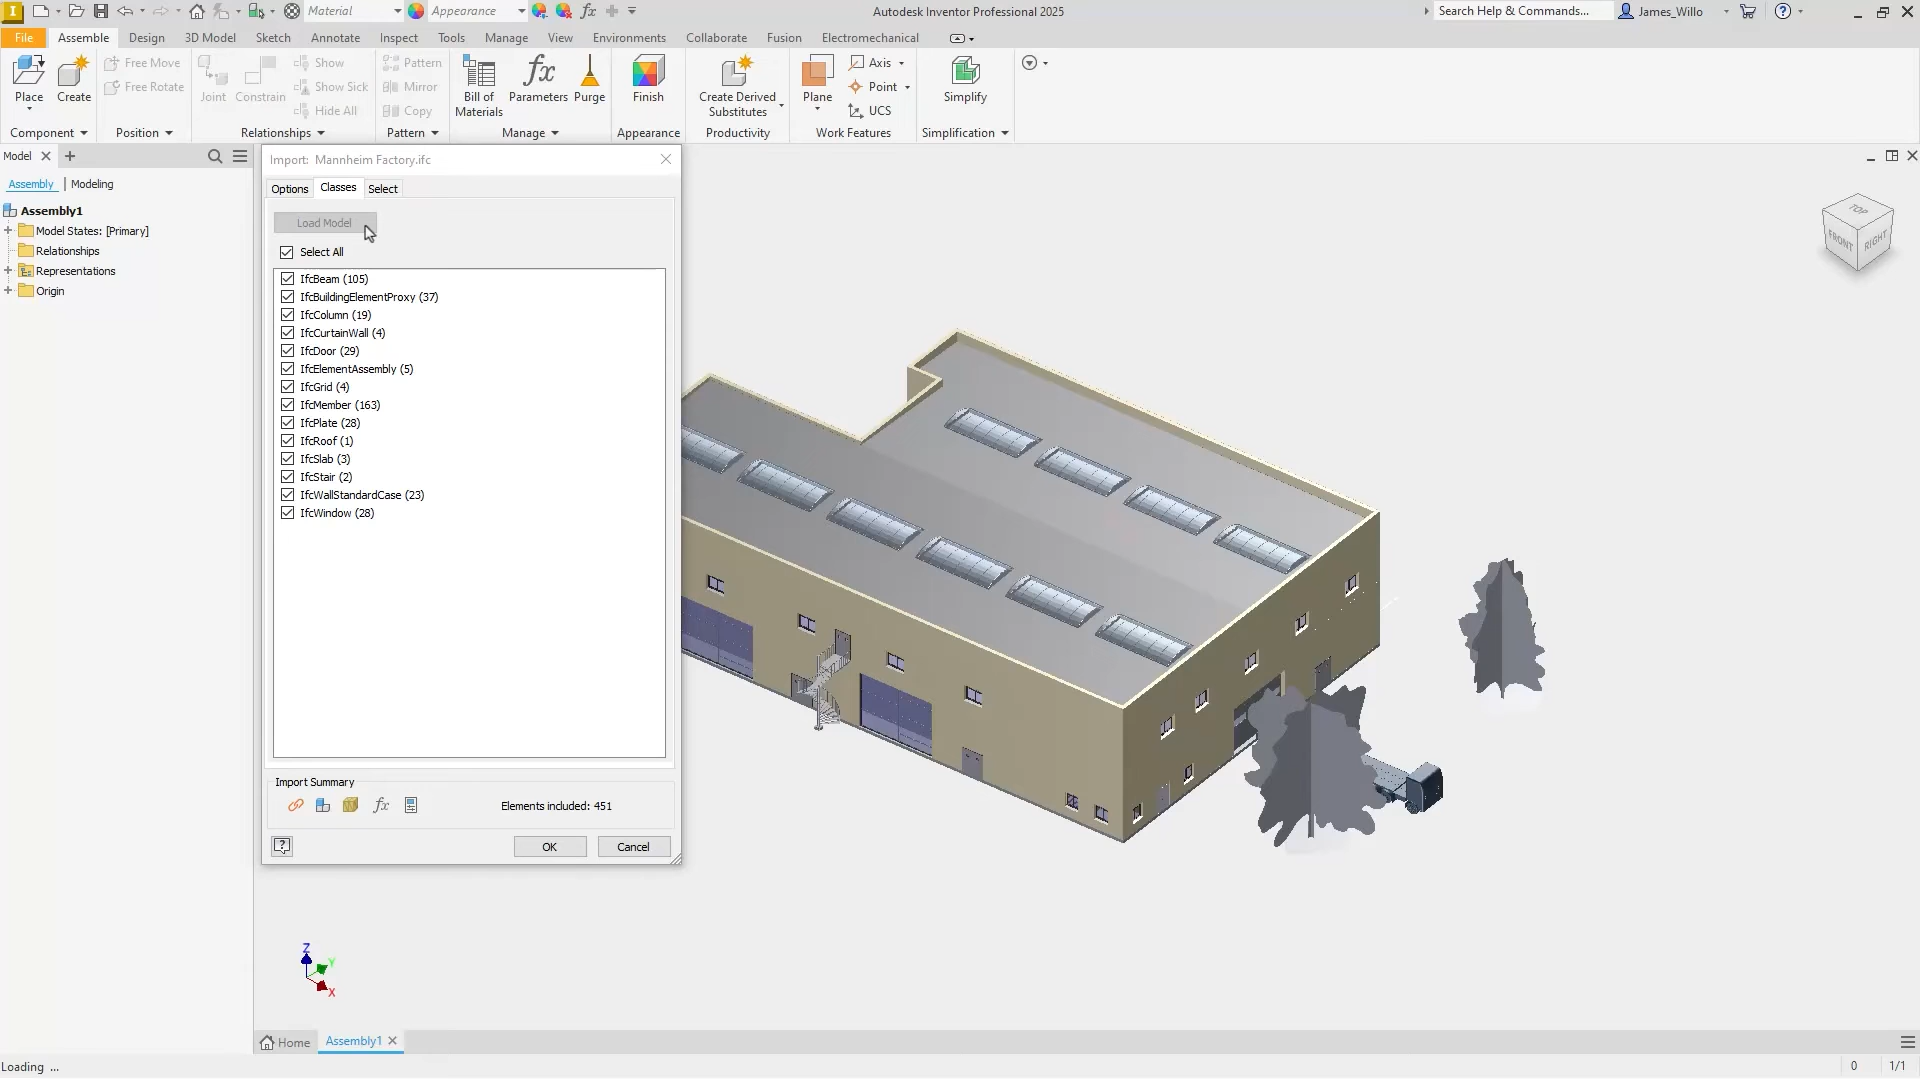 Material
Appearance
fx
Autodesk Inventor Professional 2025
Search Help & Commands...
James_Willo
File
Assemble
Design
3D Model
Sketch
Annotate
Inspect
Tools
Manage
View
Environments
Collaborate
Fusion
Electromechanical
Place
Create
Free Move
Free Rotate
Joint
Constrain
Show
Show Sick
Hide All
Pattern
Mirror
Copy
Bill of
Materials
fx
Parameters
Purge
Finish
Create Derived
Substitutes
Plane
Axis
Point
UCS
Simplify
Component
Position
Relationships
Pattern
Manage
Appearance
Productivity
Work Features
Simplification
Model
Assembly
Modeling
Assembly1
Model States: [Primary]
Relationships
Representations
Origin
Import: Mannheim Factory.ifc
Options
Classes
Select
Load Model
Select All
IfcBeam (105)
IfcBuildingElementProxy (37)
IfcColumn (19)
IfcCurtainWall (4)
IfcDoor (29)
IfcElementAssembly (5)
IfcGrid (4)
IfcMember (163)
IfcPlate (28)
IfcRoof (1)
IfcSlab (3)
IfcStair (2)
IfcWallStandardCase (23)
IfcWindow (28)
Import Summary
fx
Elements included: 451
OK
Cancel
TOP
FRONT
RIGHT
Z
Y
X
Home
Assembly1
Loading ...
0
1/1